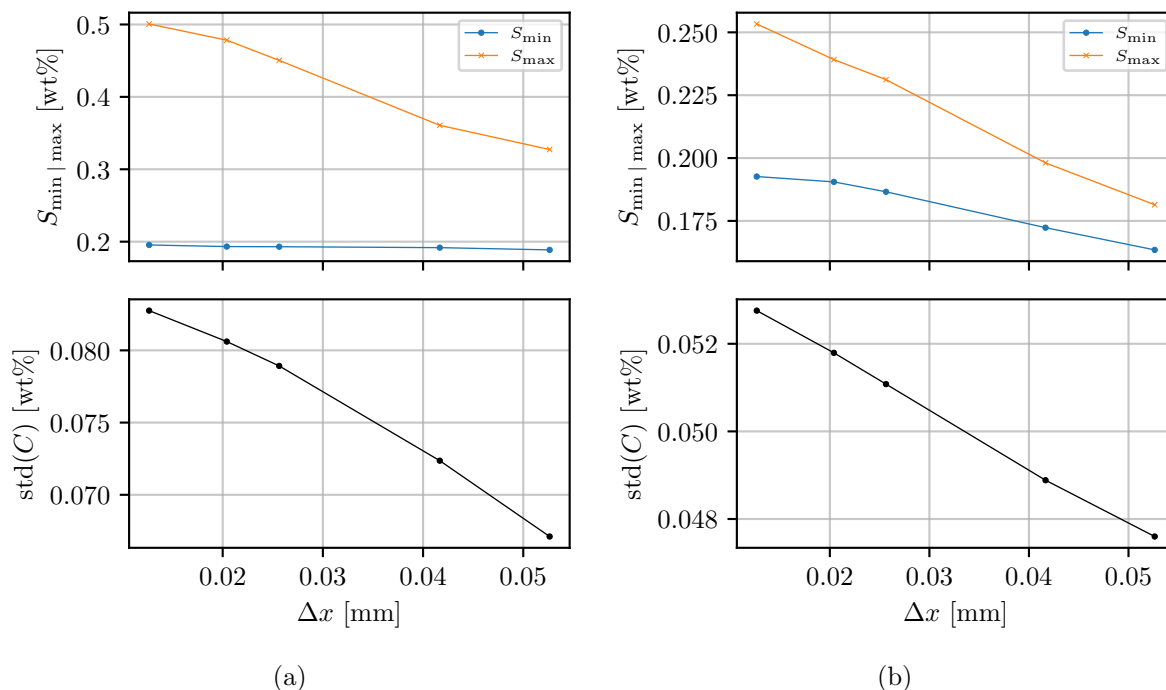 0.5
0.4
0.3
0.2
S_min | max [wt%]
S_min
S_max
0.080
0.075
0.070
std(C) [wt%]
0.02 0.03 0.04 0.05
Δx [mm]
(a)
0.250
0.225
0.200
0.175
S_min | max [wt%]
S_min
S_max
0.052
0.050
0.048
std(C) [wt%]
0.02 0.03 0.04 0.05
Δx [mm]
(b)